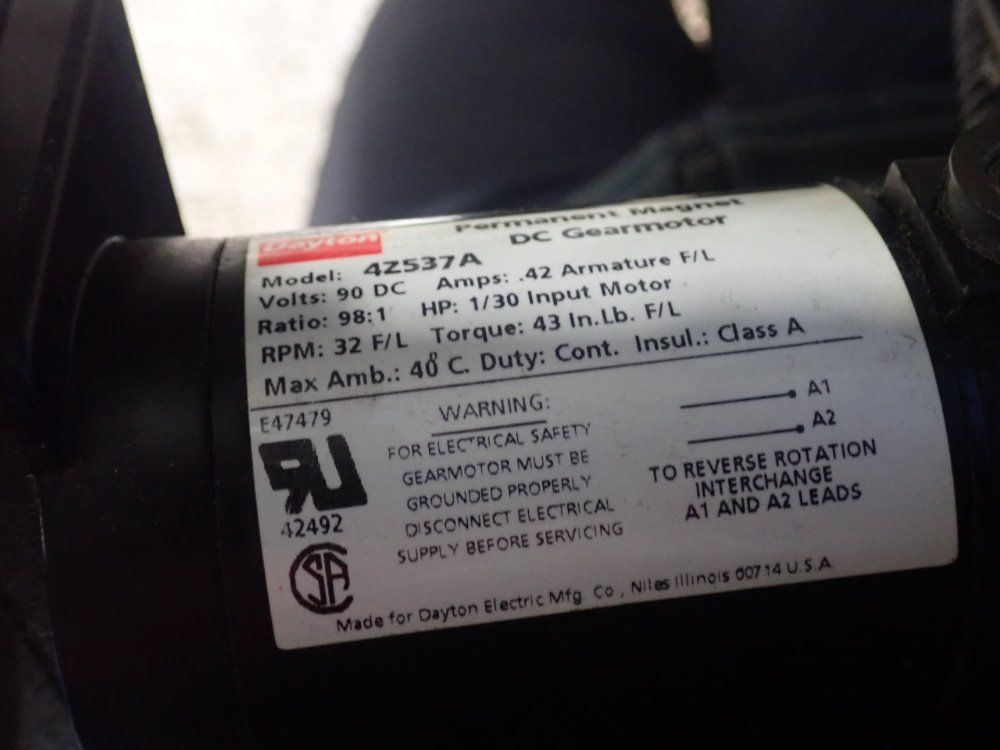 Dayton
Permanent Magnet
DC Gearmotor
Model: 4Z537A
Volts: 90 DC Amps: .42 Armature F/L
Ratio: 98:1 HP: 1/30 Input Motor
RPM: 32 F/L Torque: 43 In.Lb. F/L
Max Amb.: 40°C. Duty: Cont. Insul.: Class A
E47479
RU
42492
SA
WARNING:
FOR ELECTRICAL SAFETY
GEARMOTOR MUST BE
GROUNDED PROPERLY
DISCONNECT ELECTRICAL
SUPPLY BEFORE SERVICING
A1
A2
TO REVERSE ROTATION
INTERCHANGE
A1 AND A2 LEADS
Made for Dayton Electric Mfg. Co., Niles Illinois 60714 U.S.A.